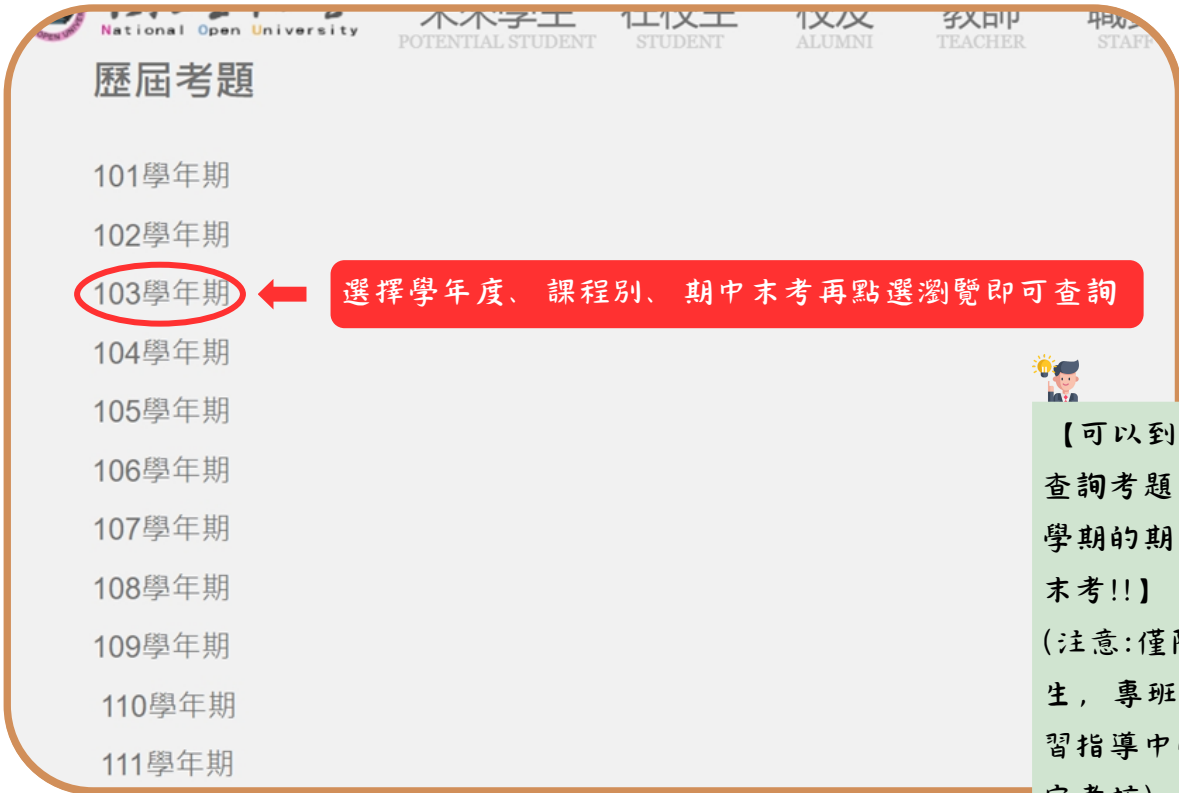 National Open University
未來學生 在校生 校友 教師
POTENTIAL STUDENT STUDENT ALUMNI TEACHER STAFF
歷屆考題
101學年期
102學年期
103學年期
選擇學年度、課程別、期中末考再點選瀏覽即可查詢
104學年期
105學年期
106學年期
107學年期
108學年期
109學年期
110學年期
111學年期
【可以到
查詢考題
學期的期
末考!!】
(注意:僅
生，專班
習指導中